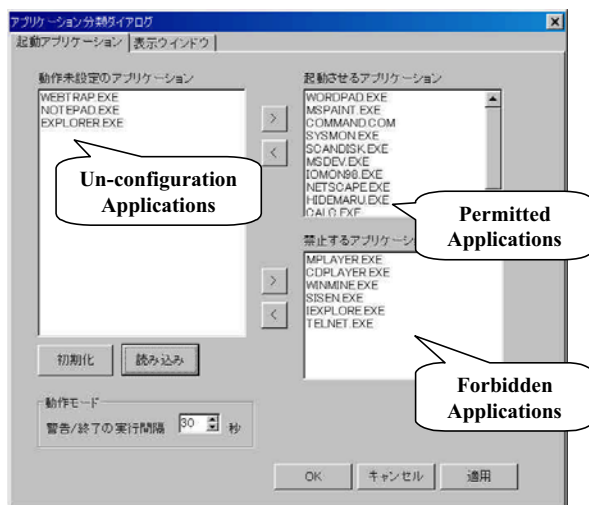 アプリケーション分類ダイアログ
起動アプリケーション
表示ウインドウ
動作未設定のアプリケーション
WEBTRAP.EXE
NOTEPAD.EXE
EXPLORER.EXE
Un-configuration
Applications
>
<
起動させるアプリケーション
WORDPAD.EXE
MSPAINT.EXE
COMMAND.COM
SYSMON.EXE
SCANDISK.EXE
MSDEV.EXE
IOMON98.EXE
NETSCAPE.EXE
HIDEMARU.EXE
CALC.EXE
Permitted
Applications
禁止するアプリケーシ
>
<
MPLAYER.EXE
CDPLAYER.EXE
WINMINE.EXE
SISEN.EXE
IEXPLORE.EXE
TELNET.EXE
Forbidden
Applications
初期化
読み込み
動作モード
警告/終了の実行間隔 30 秒
OK
キャンセル
適用